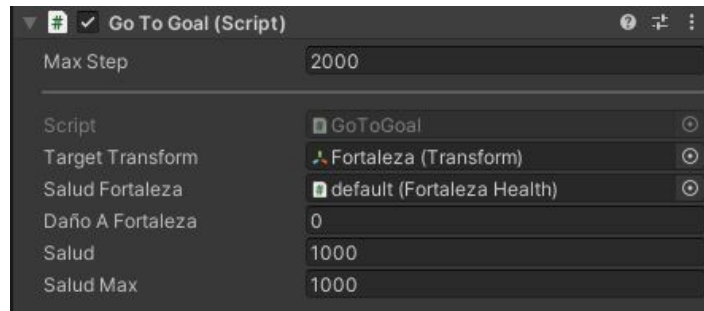 # Go To Goal (Script)
Max Step 2000
Script # GoToGoal
Target Transform Fortaleza (Transform)
Salud Fortaleza # default (Fortaleza Health)
Daño A Fortaleza 0
Salud 1000
Salud Max 1000